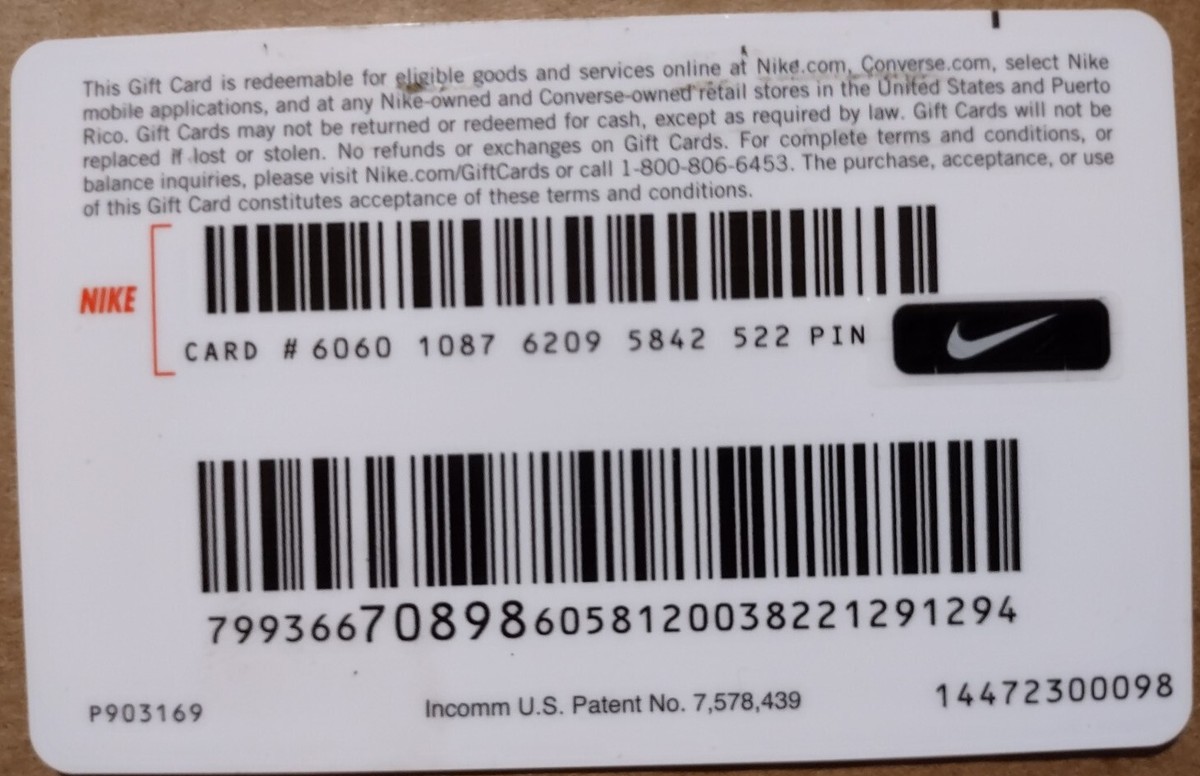 This Gift Card is redeemable for eligible goods and services online at Nike.com, Converse.com, select Nike
mobile applications, and at any Nike-owned and Converse-owned retail stores in the United States and Puerto
Rico. Gift Cards may not be returned or redeemed for cash, except as required by law. Gift Cards will not be
replaced if lost or stolen. No refunds or exchanges on Gift Cards. For complete terms and conditions, or
balance inquiries, please visit Nike.com/GiftCards or call 1-800-806-6453. The purchase, acceptance, or use
of this Gift Card constitutes acceptance of these terms and conditions.
NIKE
CARD # 6060 1087 6209 5842 522 PIN
799366708986058120038221291294
P903169
Incomm U.S. Patent No. 7,578,439
14472300098